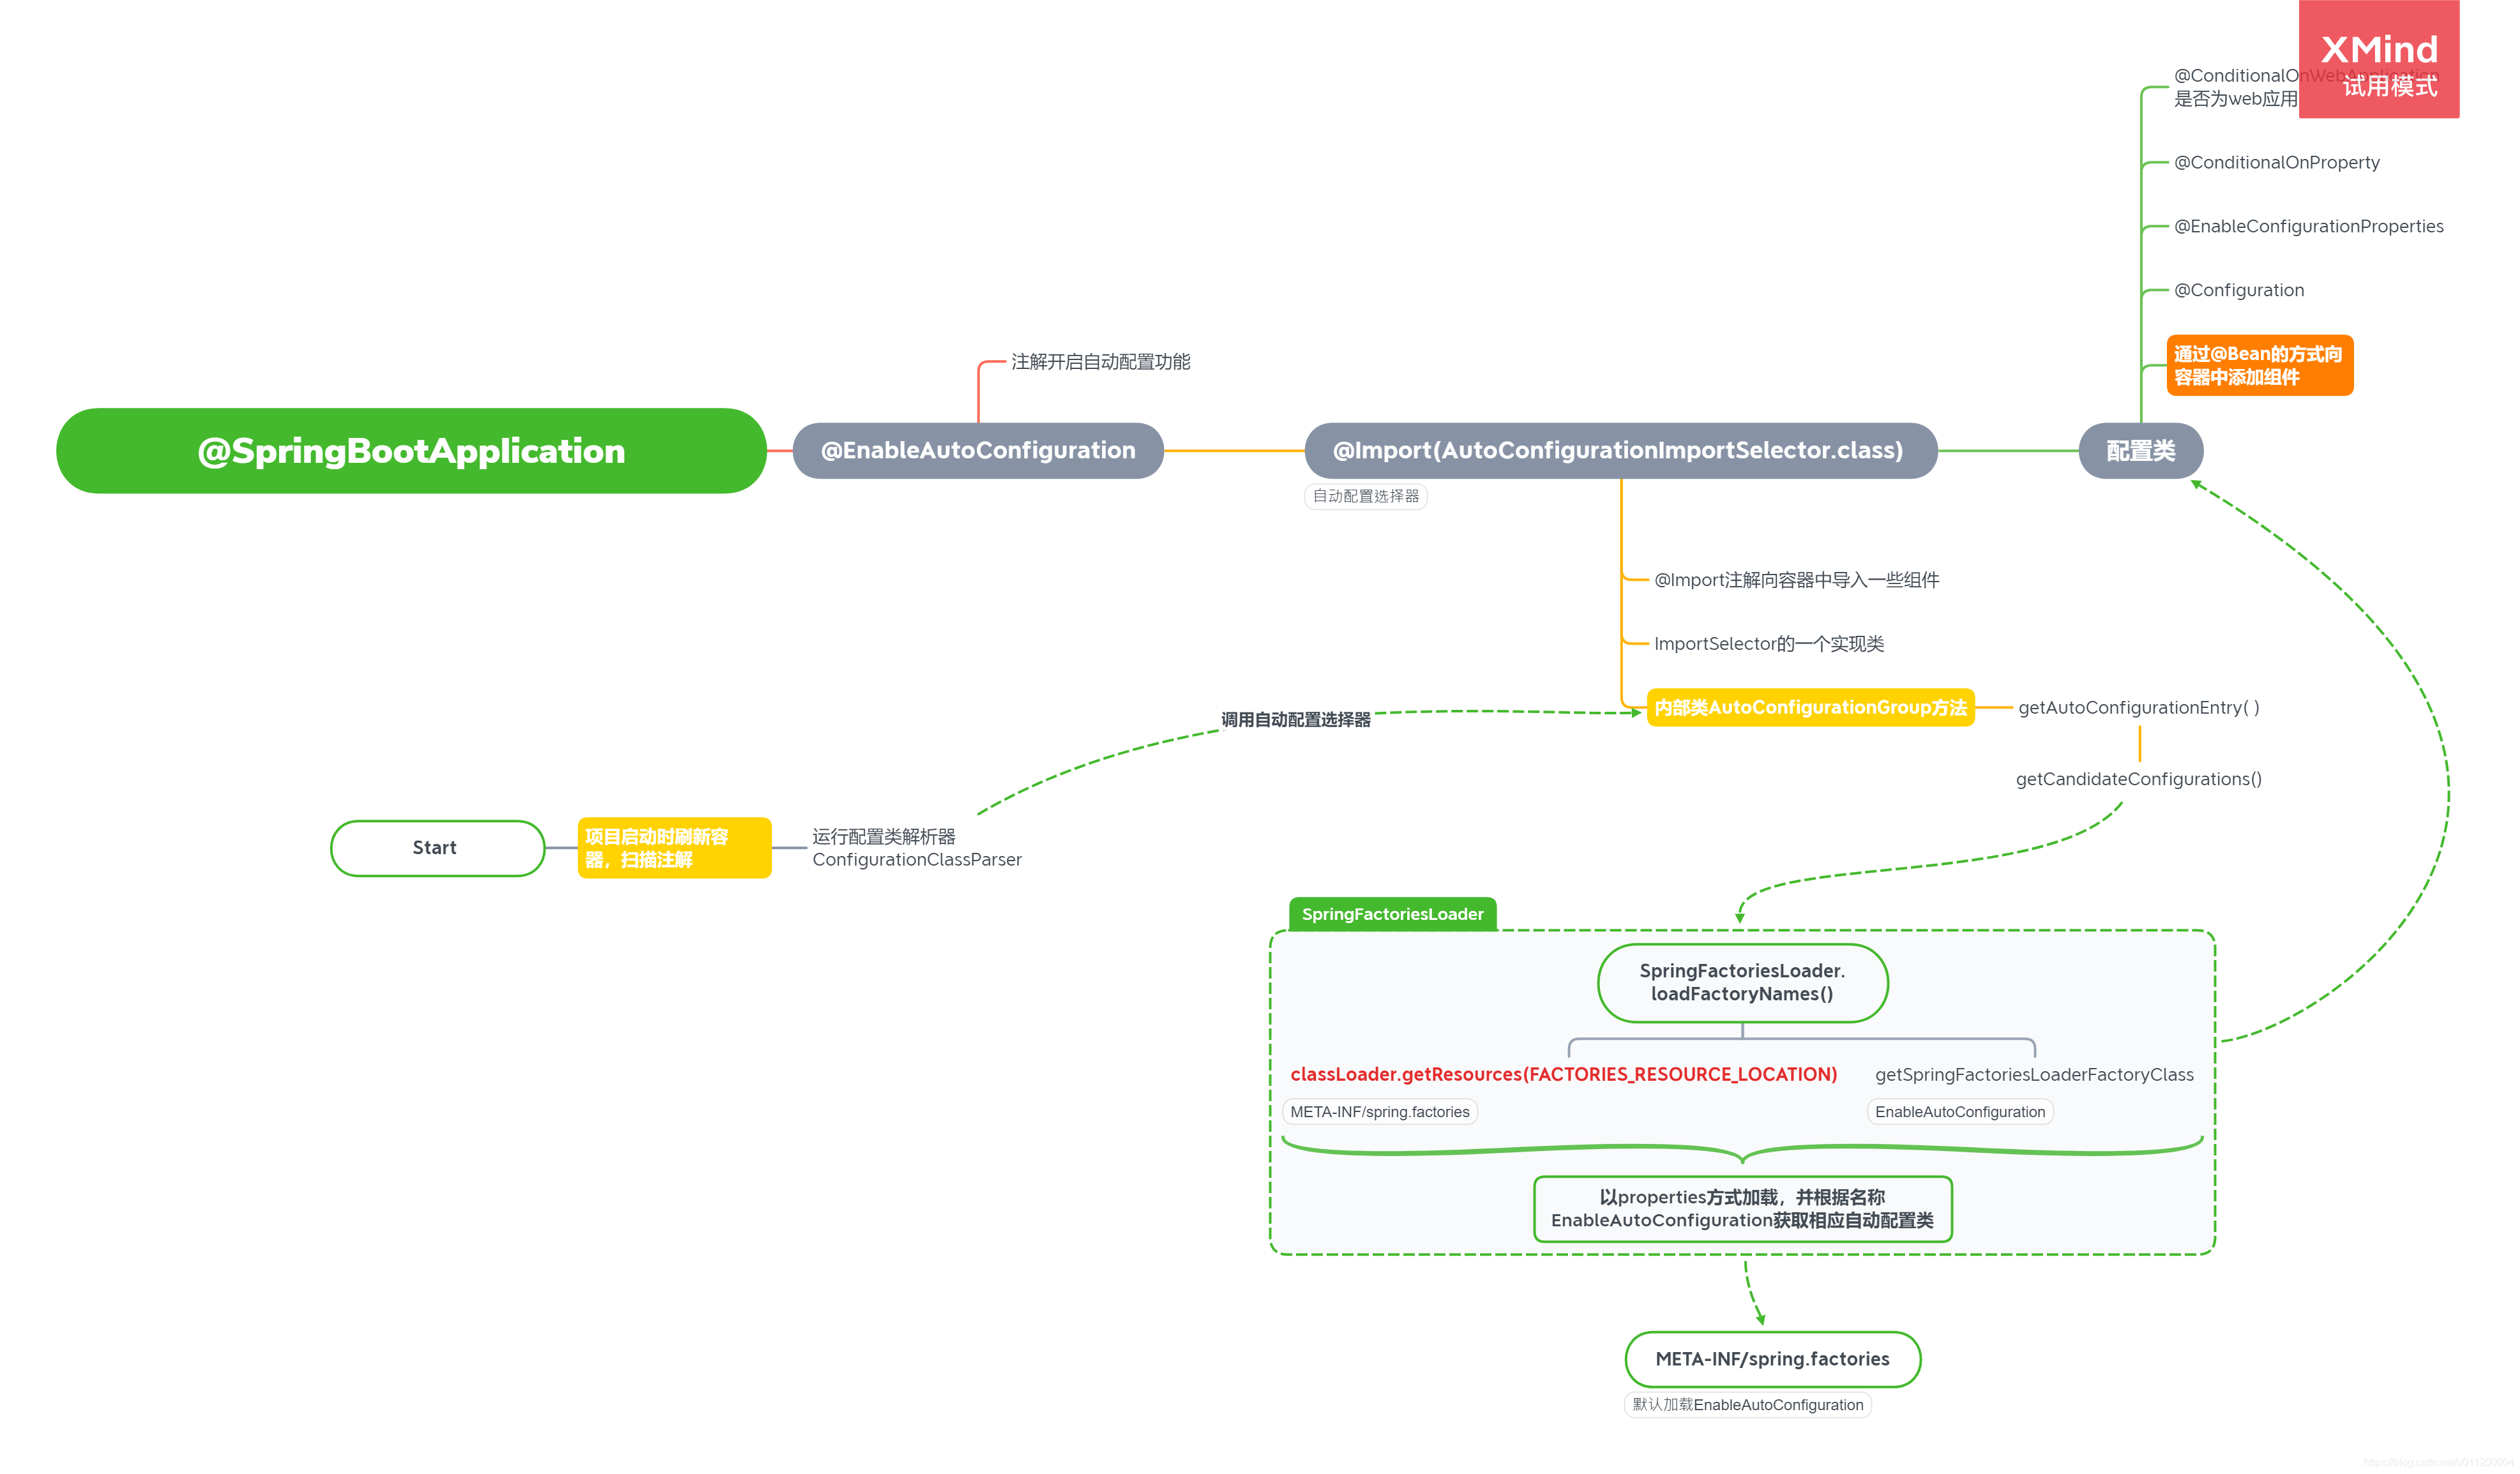 XMind
试用模式
@ConditionalOnWebApplication
是否为web应用
@ConditionalOnProperty
@EnableConfigurationProperties
@Configuration
通过@Bean的方式向
容器中添加组件
注解开启自动配置功能
@SpringBootApplication
@EnableAutoConfiguration
@Import(AutoConfigurationImportSelector.class)
配置类
自动配置选择器
@Import注解向容器中导入一些组件
ImportSelector的一个实现类
内部类AutoConfigurationGroup方法
getAutoConfigurationEntry( )
调用自动配置选择器
getCandidateConfigurations()
Start
项目启动时刷新容
器，扫描注解
运行配置类解析器
ConfigurationClassParser
SpringFactoriesLoader
SpringFactoriesLoader.
loadFactoryNames()
classLoader.getResources(FACTORIES_RESOURCE_LOCATION)
getSpringFactoriesLoaderFactoryClass
META-INF/spring.factories
EnableAutoConfiguration
以properties方式加载，并根据名称
EnableAutoConfiguration获取相应自动配置类
META-INF/spring.factories
默认加载EnableAutoConfiguration